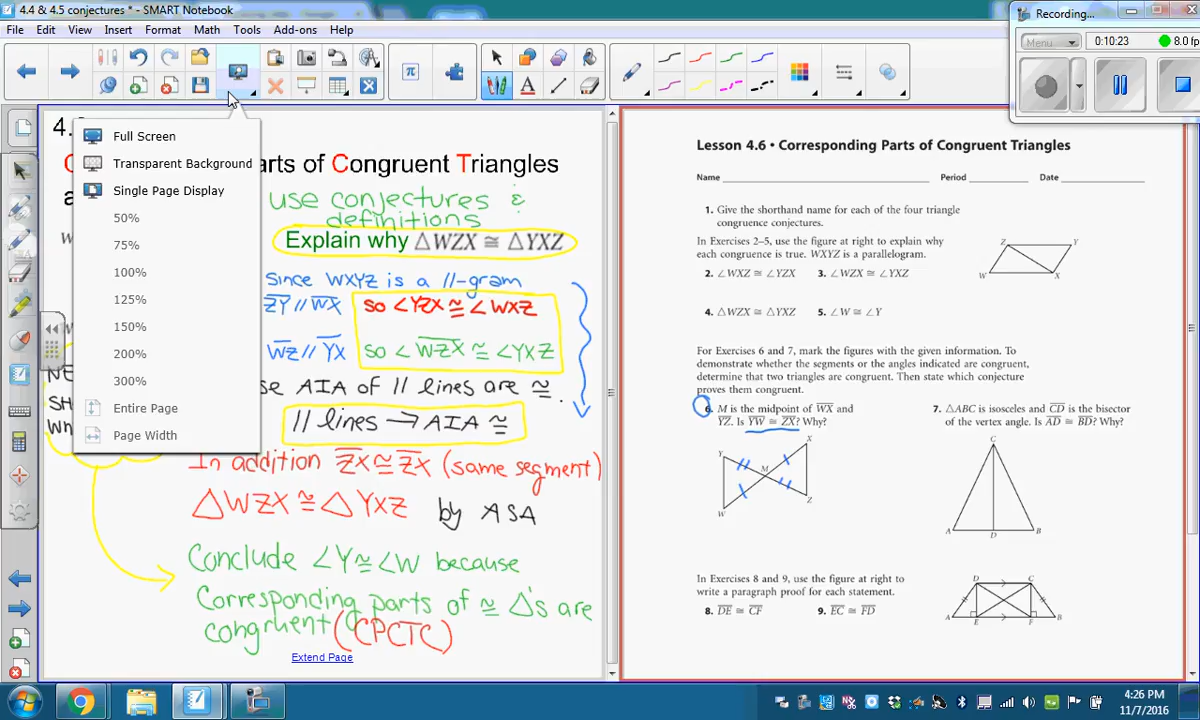 4.4 & 4.5 conjectures * - SMART Notebook
File Edit View Insert Format Math Tools Add-ons Help
Recording...
Menu 0:10:23 8.0 fp
Full Screen
Transparent Background
Single Page Display
50%
75%
100%
125%
150%
200%
300%
Entire Page
Page Width
4.
arts of Congruent Triangles
use conjectures &
definitions
Explain why △WZX ≅ △YXZ
Since WXYZ is a //-gram
ZY // WX so ∠YZX ≅ ∠WXZ
WZ // YX so ∠WZX ≅ ∠YXZ
se AIA of // lines are ≅.
// lines → AIA ≅
In addition ZX ≅ ZX (same segment)
△WZX ≅ △YXZ by ASA
Conclude ∠Y ≅ ∠W because
Corresponding parts of ≅ △'s are
congruent (CPCTC)
Extend Page
Lesson 4.6 • Corresponding Parts of Congruent Triangles
Name Period Date
1. Give the shorthand name for each of the four triangle
congruence conjectures.
In Exercises 2–5, use the figure at right to explain why
each congruence is true. WXYZ is a parallelogram.
Z Y
W X
2. ∠WXZ ≅ ∠YZX 3. ∠WZX ≅ ∠YXZ
4. △WZX ≅ △YXZ 5. ∠W ≅ ∠Y
For Exercises 6 and 7, mark the figures with the given information. To
demonstrate whether the segments or the angles indicated are congruent,
determine that two triangles are congruent. Then state which conjecture
proves them congruent.
6. M is the midpoint of WX and
YZ. Is YW ≅ ZX? Why?
7. △ABC is isosceles and CD is the bisector
of the vertex angle. Is AD ≅ BD? Why?
X
Y M
Z
W
C
A D B
In Exercises 8 and 9, use the figure at right to
write a paragraph proof for each statement.
8. DE ≅ CF 9. EC ≅ FD
D C
A E F B
4:26 PM
11/7/2016